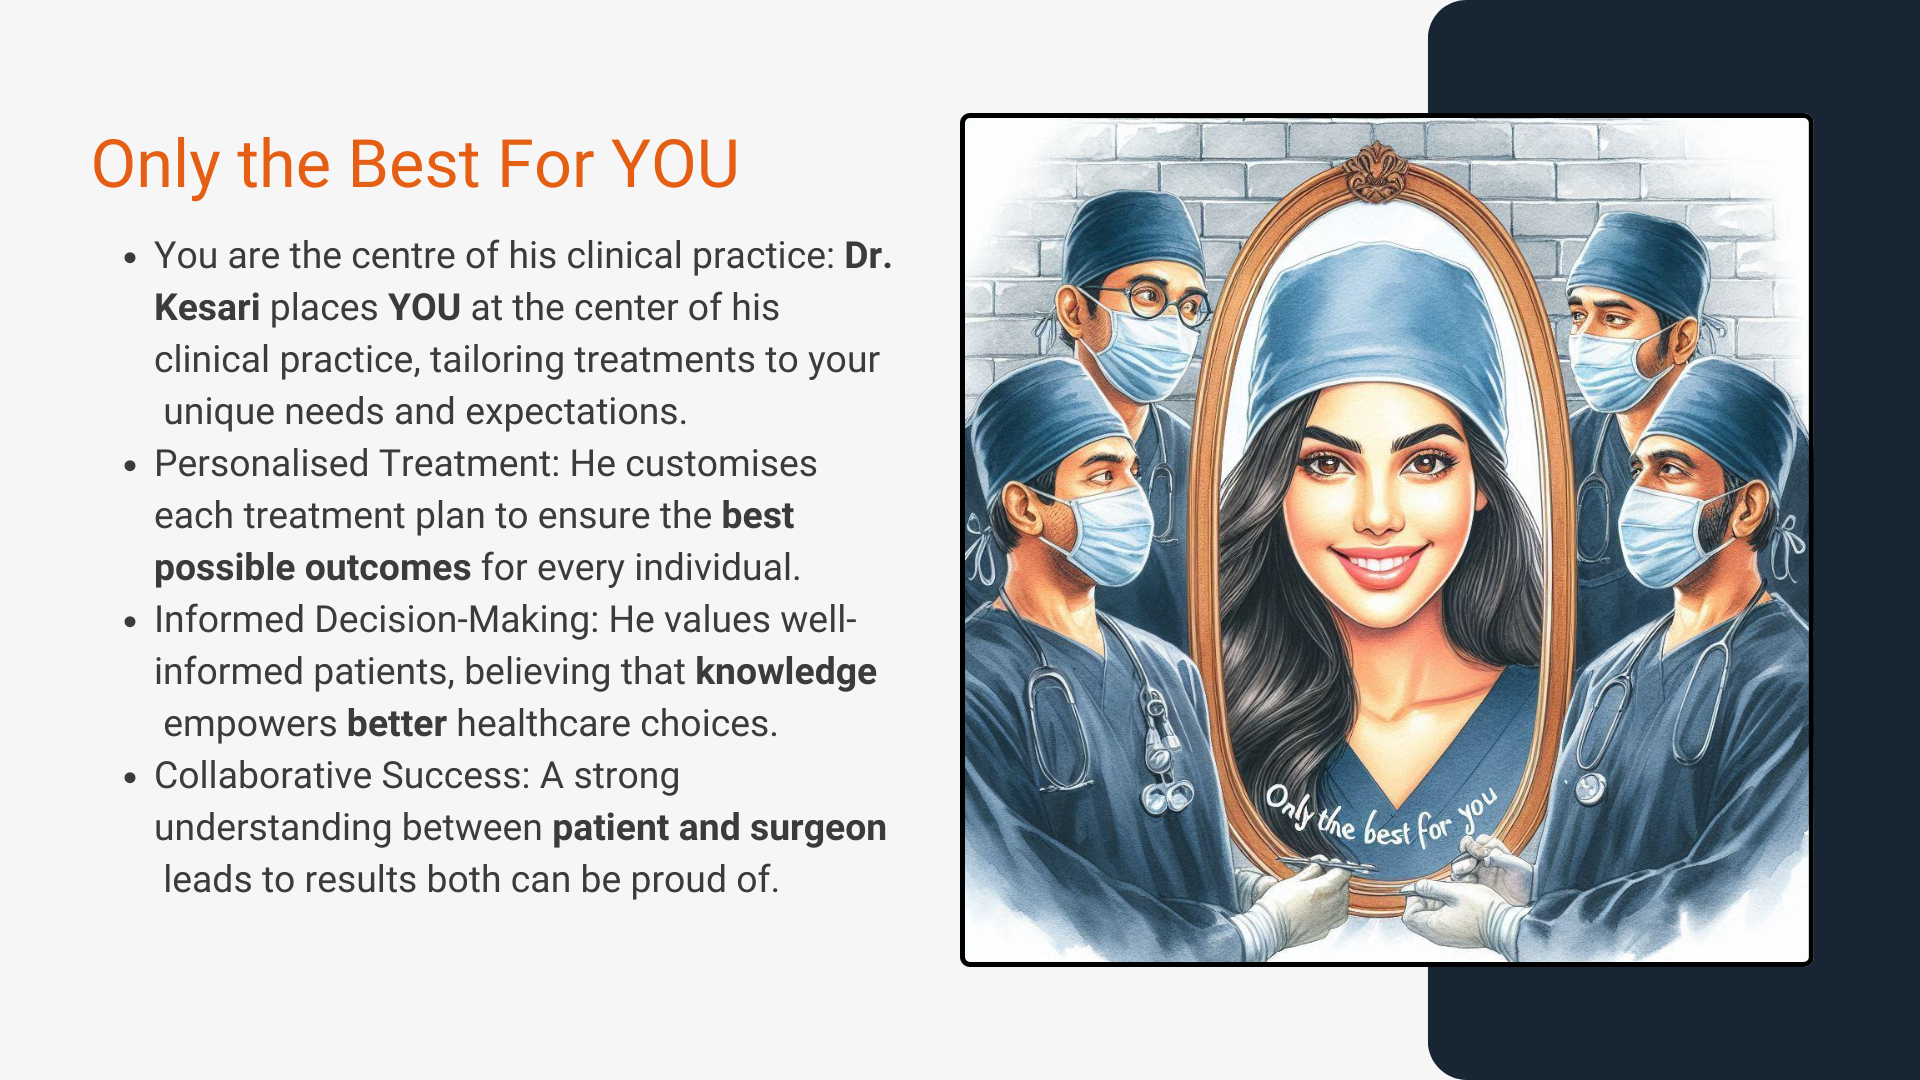 Only the Best For YOU
• You are the centre of his clinical practice: Dr.
Kesari places YOU at the center of his
clinical practice, tailoring treatments to your
unique needs and expectations.
• Personalised Treatment: He customises
each treatment plan to ensure the best
possible outcomes for every individual.
• Informed Decision-Making: He values well-
informed patients, believing that knowledge
empowers better healthcare choices.
• Collaborative Success: A strong
understanding between patient and surgeon
leads to results both can be proud of.
Only the best for you